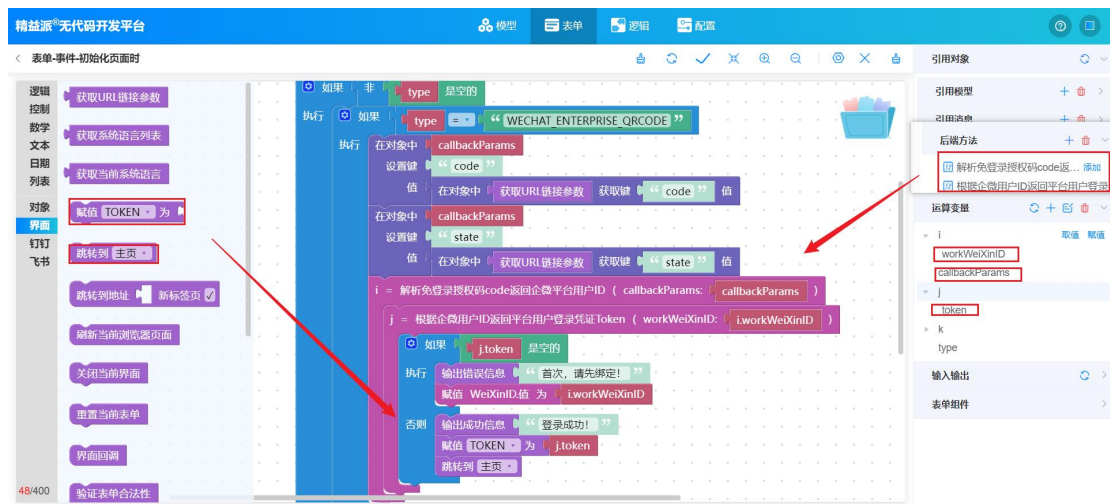 精益派®无代码开发平台
模型
表单
逻辑
配置
表单-事件-初始化页面时
逻辑
控制
数学
文本
日期
列表
对象
界面
钉钉
飞书
48/400
获取URL链接参数
获取系统语言列表
获取当前系统语言
赋值 TOKEN 为
跳转到 主页
跳转到地址 新标签页
刷新当前浏览器页面
关闭当前界面
重置当前表单
界面回调
验证表单合法性
如果 非 type 是空的
执行 如果 type = “ WECHAT_ENTERPRISE_QRCODE ”
执行 在对象中 callbackParams
设置键 “ code ”
值 在对象中 获取URL链接参数 获取键 “ code ” 值
在对象中 callbackParams
设置键 “ state ”
值 在对象中 获取URL链接参数 获取键 “ state ” 值
i = 解析免登录授权码code返回企微平台用户ID ( callbackParams: callbackParams )
j = 根据企微用户ID返回平台用户登录凭证Token ( workWeiXinID: i.workWeiXinID )
如果 j.token 是空的
执行 输出错误信息 “ 首次，请先绑定！ ”
赋值 WeiXinID.值 为 i.workWeiXinID
否则 输出成功信息 “ 登录成功！ ”
赋值 TOKEN 为 j.token
跳转到 主页
引用对象
引用模型
引用消息
后端方法
解析免登录授权码code返... 添加
根据企微用户ID返回平台用户登录
运算变量
i 取值 赋值
workWeiXinID
callbackParams
j
token
k
type
输入输出
表单组件